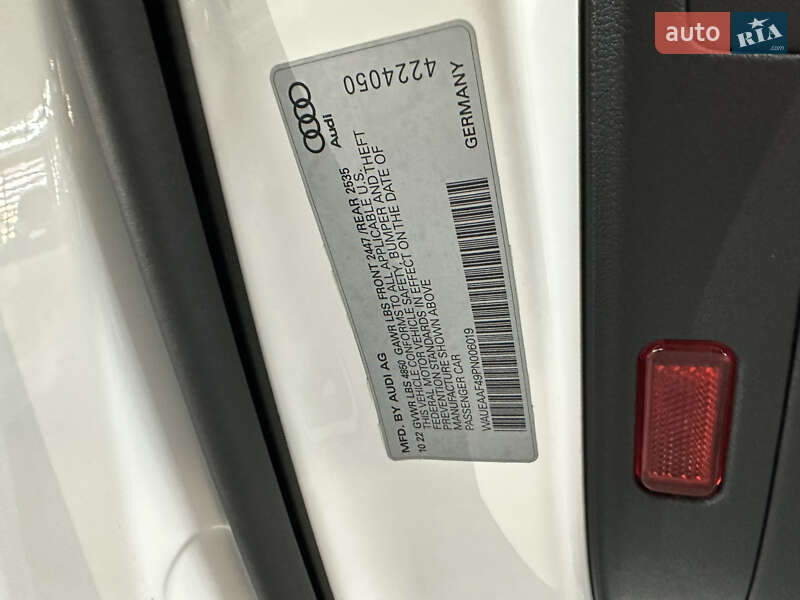 auto RIA
Audi
4224050
MFD. BY AUDI AG
GERMANY
10 22 GVWR LBS 4860 GAWR LBS FRONT 2447/REAR 2535
THIS VEHICLE CONFORMS TO ALL APPLICABLE U.S.
FEDERAL MOTOR VEHICLE SAFETY, BUMPER AND THEFT
PREVENTION STANDARDS IN EFFECT ON THE DATE OF
MANUFACTURE SHOWN ABOVE
PASSENGER CAR
WAUEAAF49PN006019